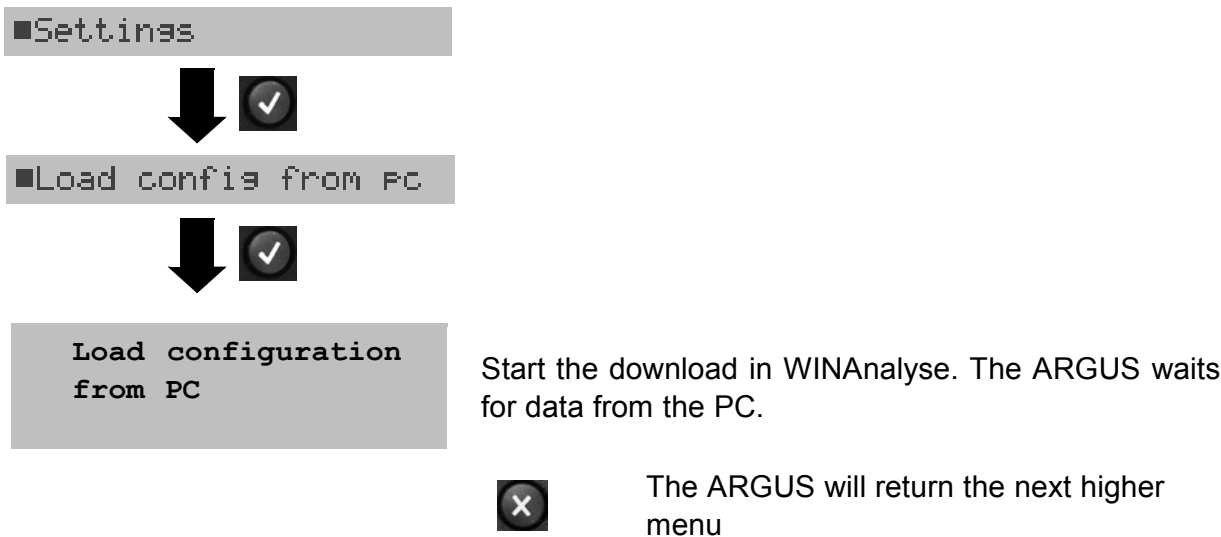 ■Settings
■Load config from pc
Load configuration
from PC
Start the download in WINAnalyse. The ARGUS waits
for data from the PC.
The ARGUS will return the next higher
menu